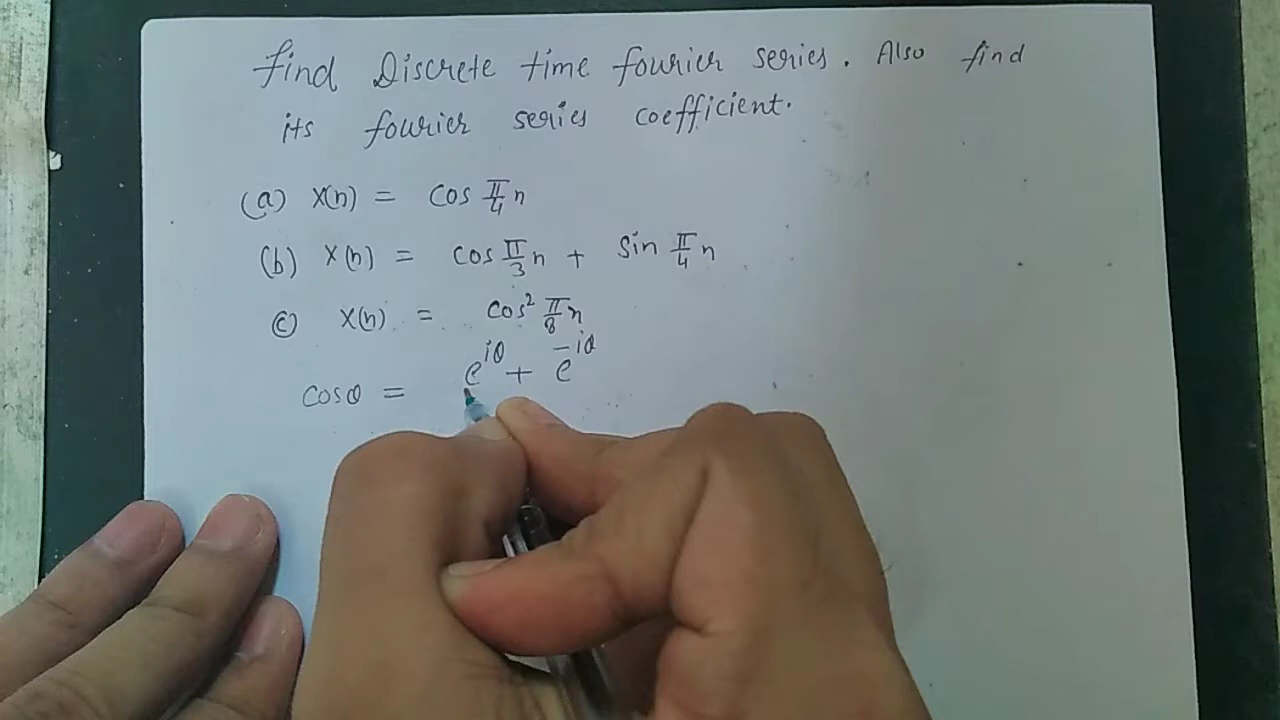 find Discrete time fourier series. Also find
its fourier series coefficient.
(a) x(n) = cos π/4 n
(b) x(n) = cos π/3 n + sin π/4 n
(c) x(n) = cos² π/8 n
cosθ = e^iθ + e^-iθ